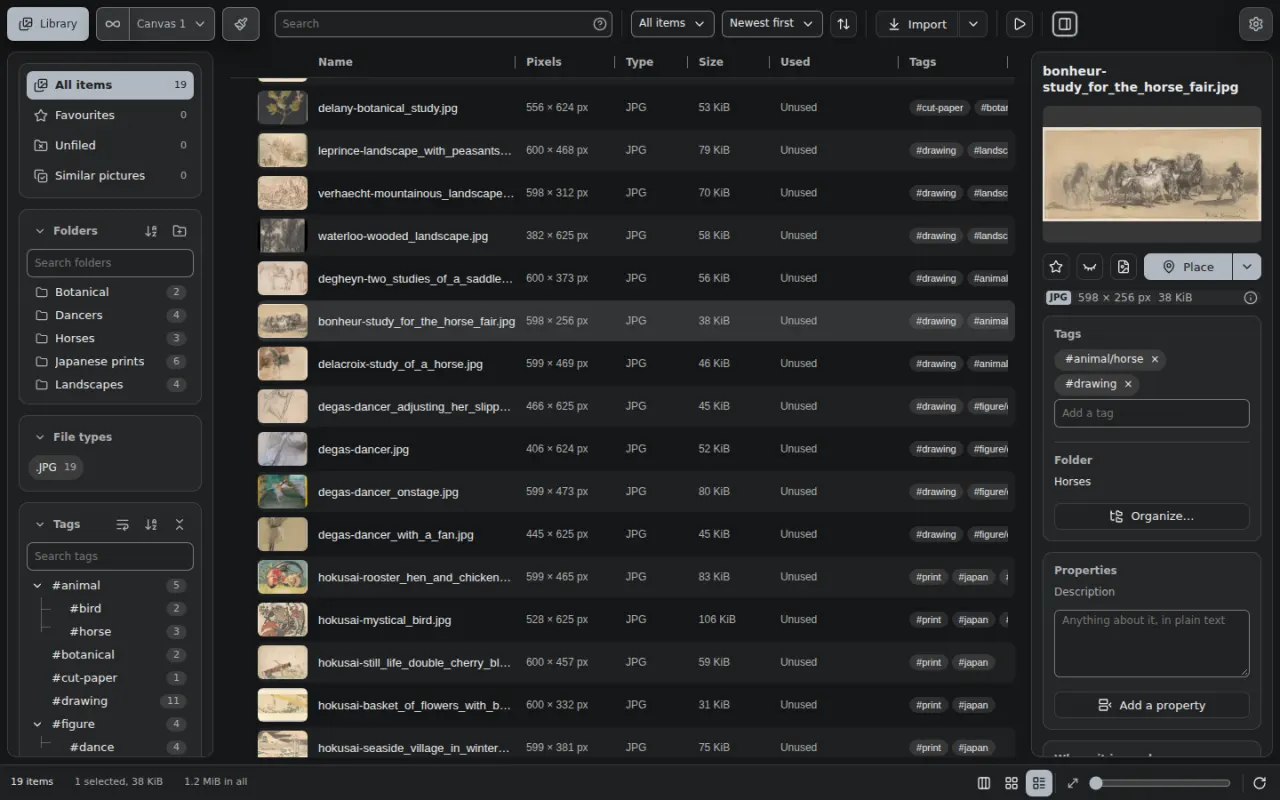 Library
Canvas 1
Search
All items
Newest first
Import
All items 19
Favourites 0
Unfiled 0
Similar pictures 0
Folders
Search folders
Botanical 2
Dancers 4
Horses 3
Japanese prints 6
Landscapes 4
File types
.JPG 19
Tags
Search tags
#animal 5
#bird 2
#horse 3
#botanical 2
#cut-paper 1
#drawing 11
#figure 4
#dance 4
Name Pixels Type Size Used Tags
delany-botanical_study.jpg 556 × 624 px JPG 53 KiB Unused #cut-paper #botar
leprince-landscape_with_peasants… 600 × 468 px JPG 79 KiB Unused #drawing #landsc
verhaecht-mountainous_landscape… 598 × 312 px JPG 70 KiB Unused #drawing #landsc
waterloo-wooded_landscape.jpg 382 × 625 px JPG 58 KiB Unused #drawing #landsc
degheyn-two_studies_of_a_saddle… 600 × 373 px JPG 56 KiB Unused #drawing #animal
bonheur-study_for_the_horse_fair.jpg 598 × 256 px JPG 38 KiB Unused #drawing #animal
delacroix-study_of_a_horse.jpg 599 × 469 px JPG 46 KiB Unused #drawing #animal
degas-dancer_adjusting_her_slipp… 466 × 625 px JPG 45 KiB Unused #drawing #figure/
degas-dancer.jpg 406 × 624 px JPG 52 KiB Unused #drawing #figure/
degas-dancer_onstage.jpg 599 × 473 px JPG 80 KiB Unused #drawing #figure/
degas-dancer_with_a_fan.jpg 445 × 625 px JPG 45 KiB Unused #drawing #figure/
hokusai-rooster_hen_and_chicken… 599 × 465 px JPG 83 KiB Unused #print #japan
hokusai-mystical_bird.jpg 528 × 625 px JPG 106 KiB Unused #print #japan
hokusai-still_life_double_cherry_bl… 600 × 457 px JPG 59 KiB Unused #print #japan
hokusai-basket_of_flowers_with_b… 600 × 332 px JPG 31 KiB Unused #print #japan
hokusai-seaside_village_in_winter… 599 × 381 px JPG 75 KiB Unused #print #japan
bonheur-
study_for_the_horse_fair.jpg
Place
JPG 598 × 256 px 38 KiB
Tags
#animal/horse ×
#drawing ×
Add a tag
Folder
Horses
Organize…
Properties
Description
Anything about it, in plain text
Add a property
19 items 1 selected, 38 KiB 1.2 MiB in all